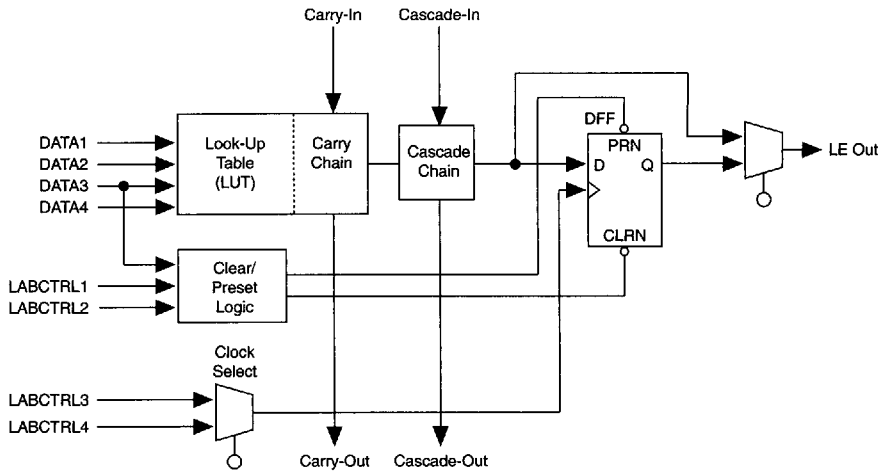 Carry-In
Cascade-In
DFF
DATA1
DATA2
DATA3
DATA4
Look-Up
Table
(LUT)
Carry
Chain
Cascade
Chain
PRN
D
Q
CLRN
LE Out
LABCTRL1
LABCTRL2
Clear/
Preset
Logic
Clock
Select
LABCTRL3
LABCTRL4
Carry-Out
Cascade-Out